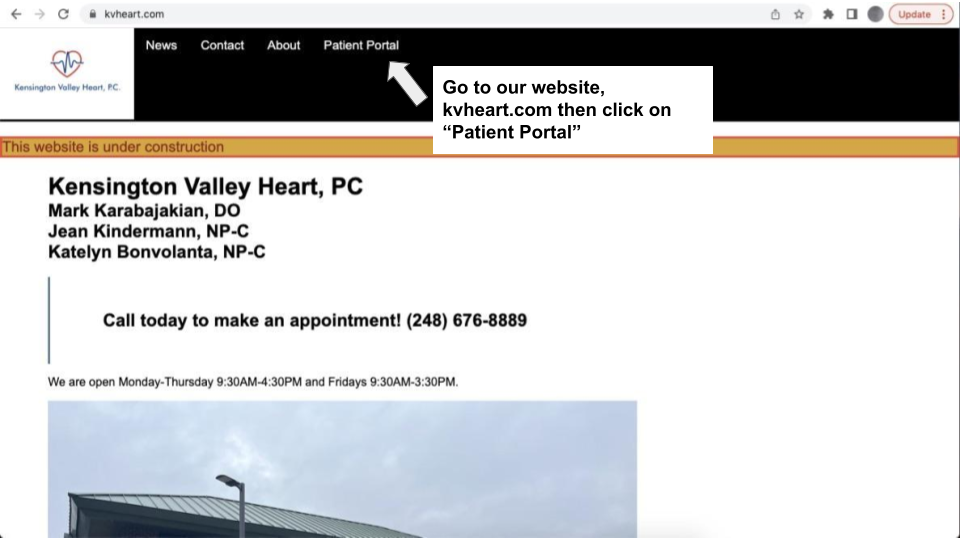 kvheart.com
Update
News Contact About Patient Portal
Kensington Valley Heart, P.C.
Go to our website,
kvheart.com then click on
“Patient Portal”
This website is under construction
Kensington Valley Heart, PC
Mark Karabajakian, DO
Jean Kindermann, NP-C
Katelyn Bonvolanta, NP-C
Call today to make an appointment! (248) 676-8889
We are open Monday-Thursday 9:30AM-4:30PM and Fridays 9:30AM-3:30PM.